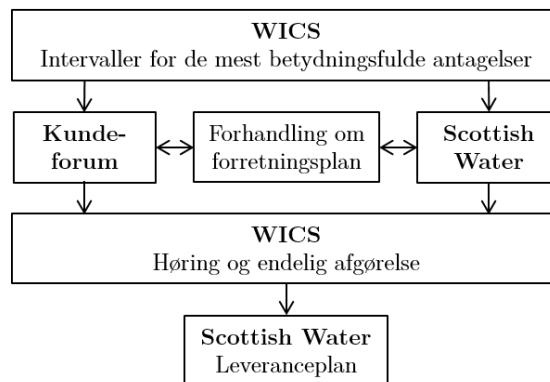 WICS
Intervaller for de mest betydningsfulde antagelser
Kunde-
forum
Forhandling om
forretningsplan
Scottish
Water
WICS
Høring og endelig afgørelse
Scottish Water
Leveranceplan